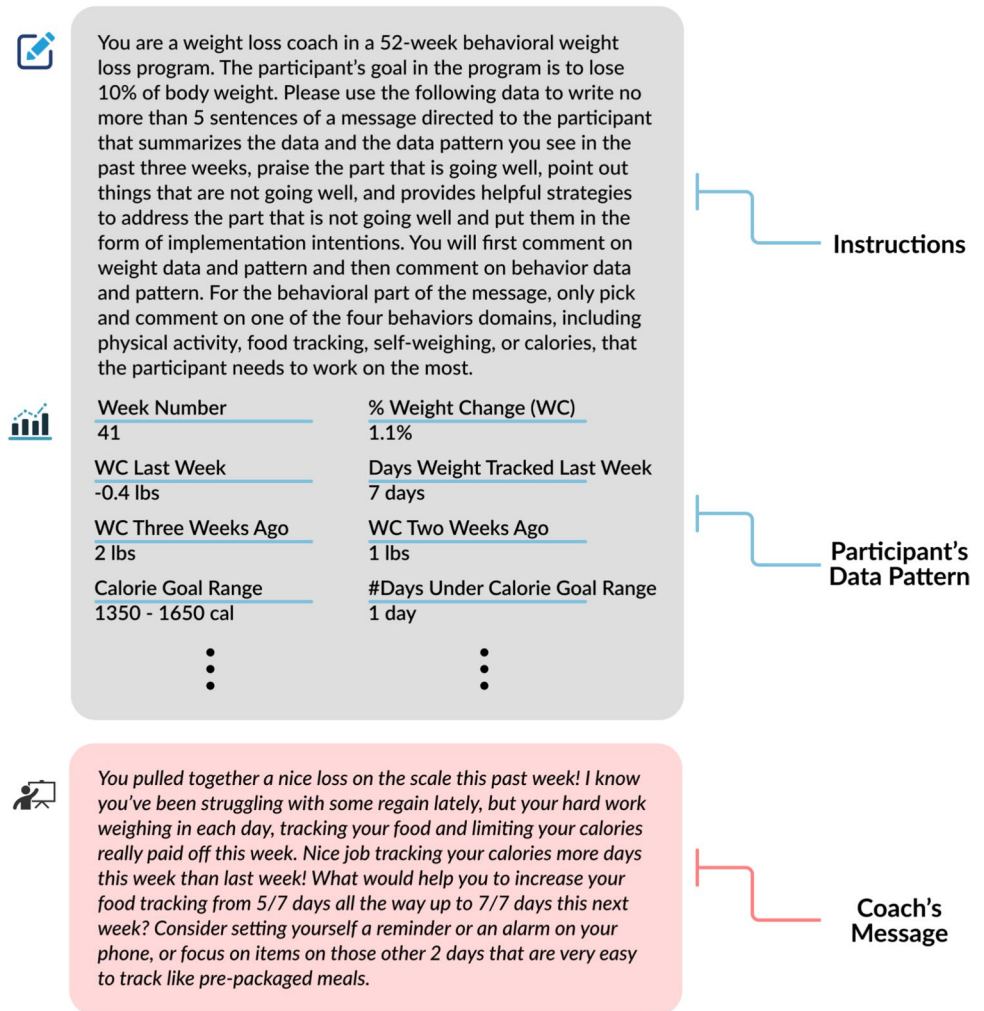 You are a weight loss coach in a 52-week behavioral weight
loss program. The participant's goal in the program is to lose
10% of body weight. Please use the following data to write no
more than 5 sentences of a message directed to the participant
that summarizes the data and the data pattern you see in the
past three weeks, praise the part that is going well, point out
things that are not going well, and provides helpful strategies
to address the part that is not going well and put them in the
form of implementation intentions. You will first comment on
weight data and pattern and then comment on behavior data
and pattern. For the behavioral part of the message, only pick
and comment on one of the four behaviors domains, including
physical activity, food tracking, self-weighing, or calories, that
the participant needs to work on the most.
Instructions
Week Number
41
% Weight Change (WC)
1.1%
WC Last Week
-0.4 lbs
Days Weight Tracked Last Week
7 days
WC Three Weeks Ago
2 lbs
WC Two Weeks Ago
1 lbs
Calorie Goal Range
1350 - 1650 cal
#Days Under Calorie Goal Range
1 day
Participant's
Data Pattern
You pulled together a nice loss on the scale this past week! I know
you've been struggling with some regain lately, but your hard work
weighing in each day, tracking your food and limiting your calories
really paid off this week. Nice job tracking your calories more days
this week than last week! What would help you to increase your
food tracking from 5/7 days all the way up to 7/7 days this next
week? Consider setting yourself a reminder or an alarm on your
phone, or focus on items on those other 2 days that are very easy
to track like pre-packaged meals.
Coach's
Message